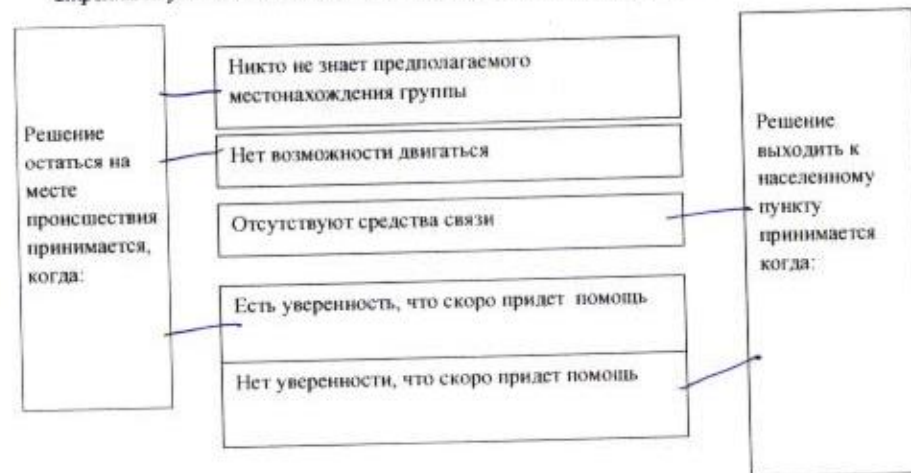 Решение
остаться на
месте
происшествия
принимается,
когда:
Никто не знает предполагаемого
местонахождения группы
Нет возможности двигаться
Отсутствуют средства связи
Есть уверенность, что скоро придет помощь
Нет уверенности, что скоро придет помощь
Решение
выходить к
населенному
пункту
принимается
когда: